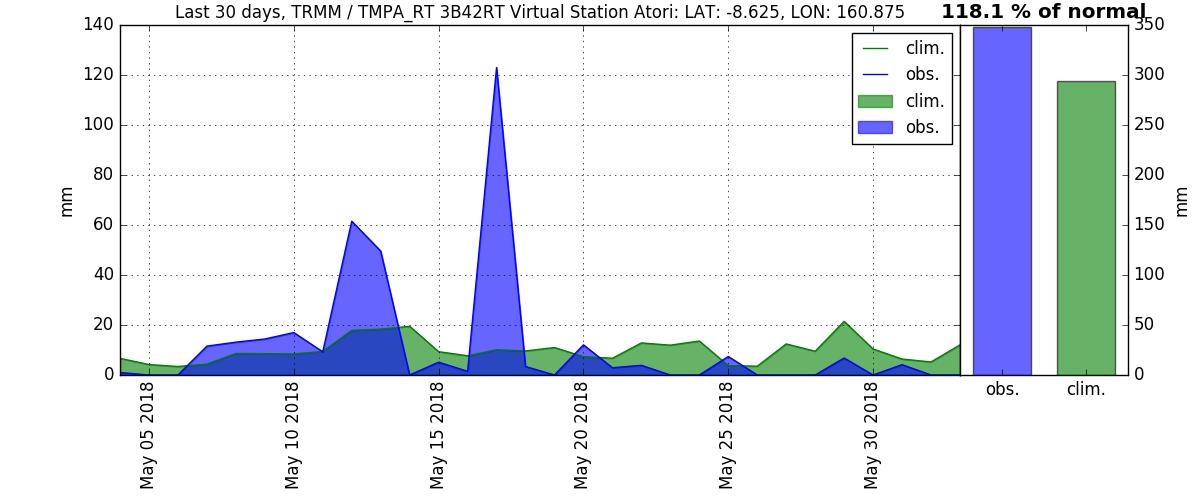 Last 30 days, TRMM / TMPA_RT 3B42RT Virtual Station Atori: LAT: -8.625, LON: 160.875
118.1 % of normal
140
120
100
80
60
40
20
0
mm
clim.
obs.
clim.
obs.
350
300
250
200
150
100
50
0
mm
May 05 2018
May 10 2018
May 15 2018
May 20 2018
May 25 2018
May 30 2018
obs.
clim.